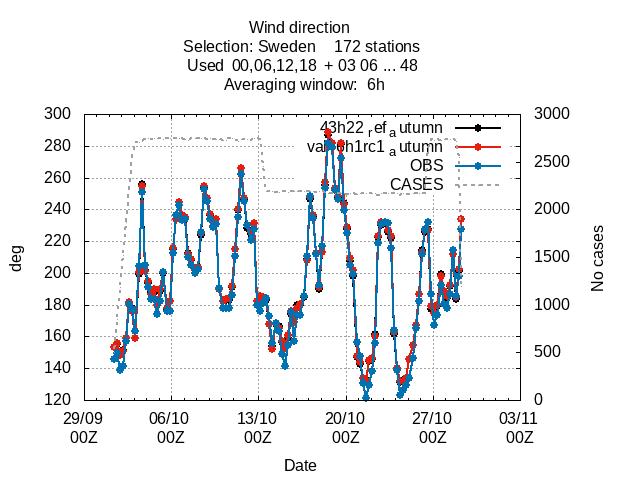 Wind direction
Selection: Sweden 172 stations
Used 00,06,12,18 + 03 06 ... 48
Averaging window: 6h
300
280
260
240
220
200
180
160
140
120
3000
2500
2000
1500
1000
500
0
deg
No cases
43h22 ref a utumn
OBS
CASES
29/09 00Z
06/10 00Z
13/10 00Z
20/10 00Z
27/10 00Z
03/11 00Z
Date